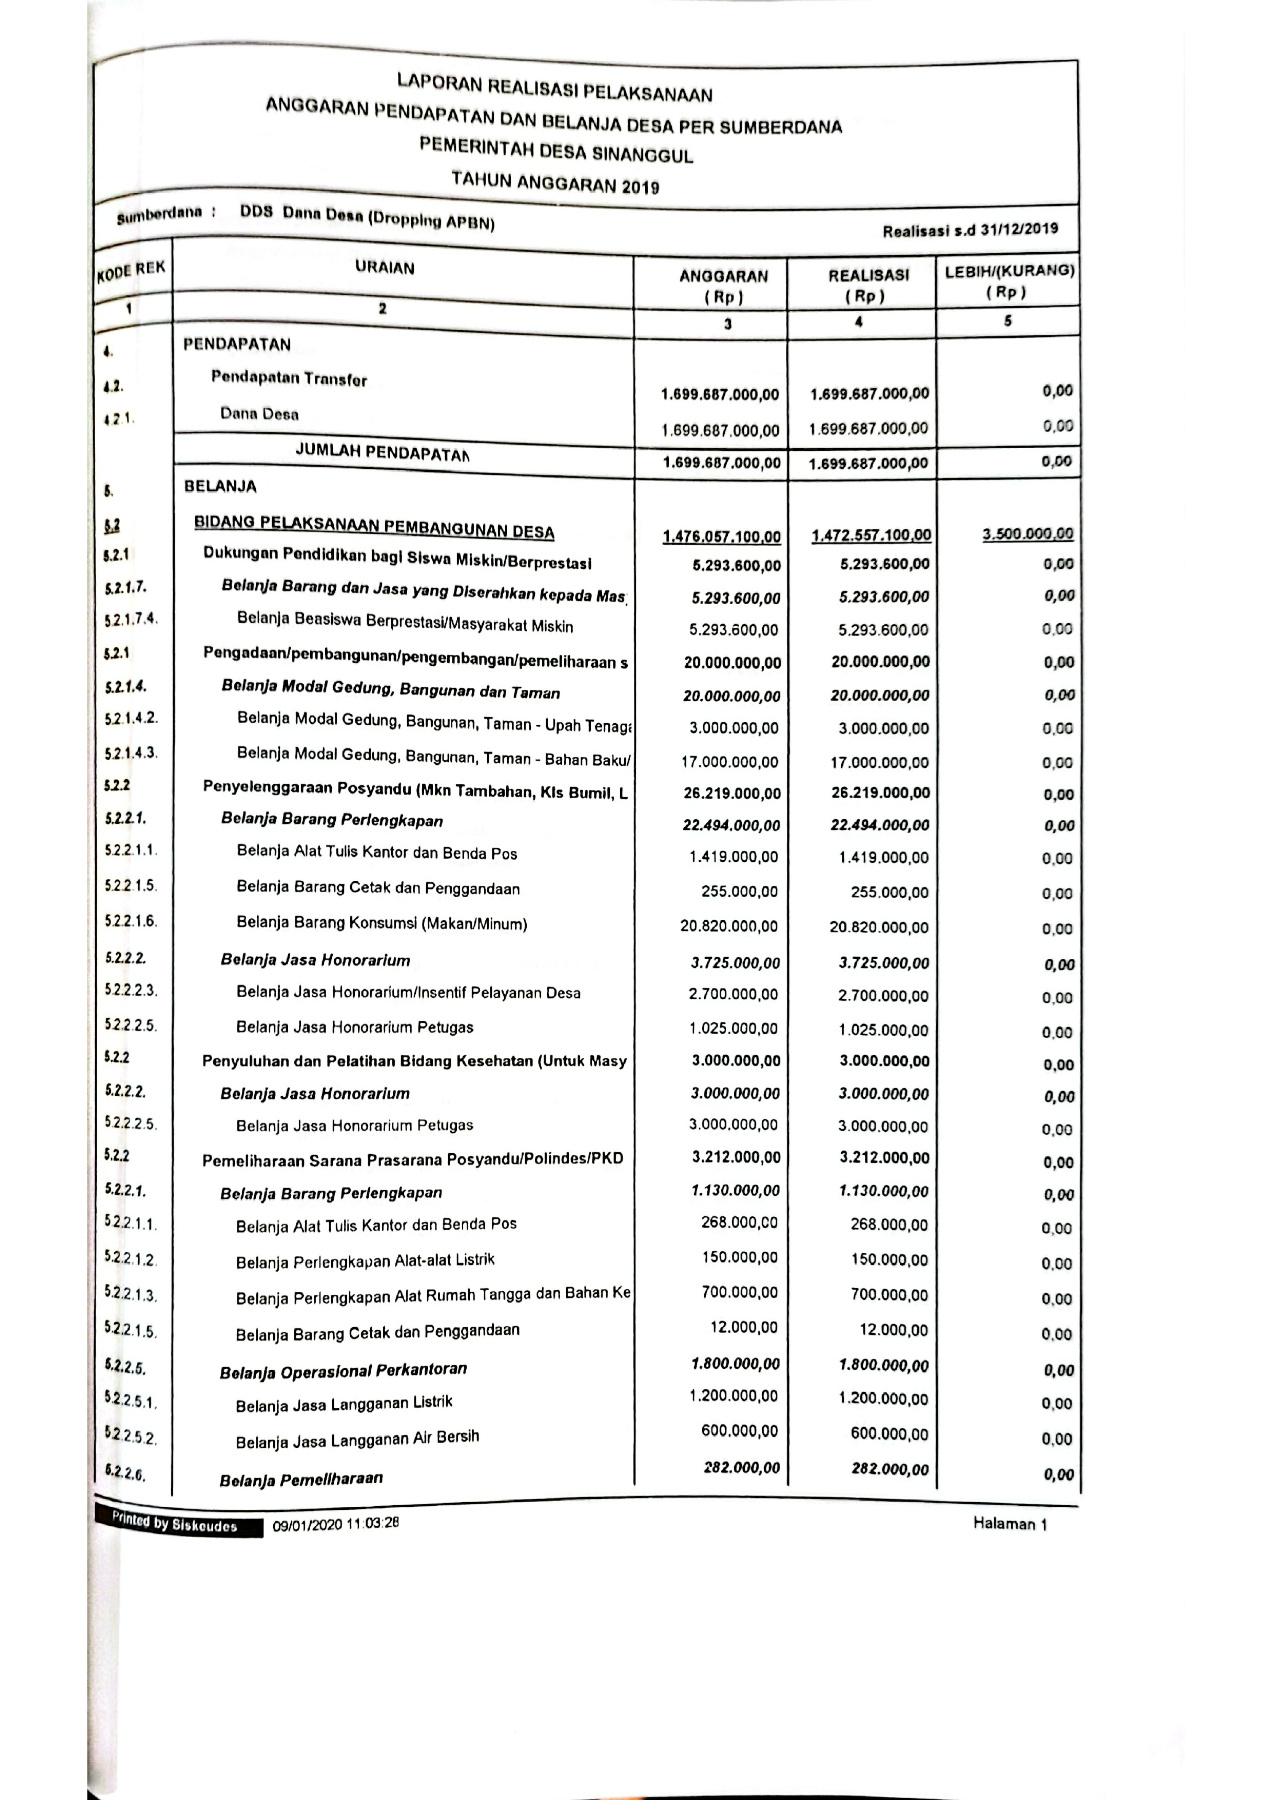 LAPORAN REALISASI PELAKSANAAN
ANGGARAN PENDAPATAN DAN BELANJA DESA PER SUMBERDANA
PEMERINTAH DESA SINANGGUL
TAHUN ANGGARAN 2019
Sumberdana : DDS Dana Desa (Dropping APBN)
Realisasi s.d 31/12/2019
KODE REK URAIAN ANGGARAN (Rp) REALISASI (Rp) LEBIH/(KURANG) (Rp)
1 2 3 4 5
4. PENDAPATAN
4.2. Pendapatan Transfer 1.699.687.000,00 1.699.687.000,00 0,00
4.2.1. Dana Desa 1.699.687.000,00 1.699.687.000,00 0,00
JUMLAH PENDAPATAN 1.699.687.000,00 1.699.687.000,00 0,00
5. BELANJA
5.2 BIDANG PELAKSANAAN PEMBANGUNAN DESA 1.476.057.100,00 1.472.557.100,00 3.500.000,00
5.2.1 Dukungan Pendidikan bagi Siswa Miskin/Berprestasi 5.293.600,00 5.293.600,00 0,00
5.2.1.7. Belanja Barang dan Jasa yang Diserahkan kepada Mas 5.293.600,00 5.293.600,00 0,00
5.2.1.7.4. Belanja Beasiswa Berprestasi/Masyarakat Miskin 5.293.600,00 5.293.600,00 0,00
5.2.1 Pengadaan/pembangunan/pengembangan/pemeliharaan s 20.000.000,00 20.000.000,00 0,00
5.2.1.4. Belanja Modal Gedung, Bangunan dan Taman 20.000.000,00 20.000.000,00 0,00
5.2.1.4.2. Belanja Modal Gedung, Bangunan, Taman - Upah Tenaga 3.000.000,00 3.000.000,00 0,00
5.2.1.4.3. Belanja Modal Gedung, Bangunan, Taman - Bahan Baku/ 17.000.000,00 17.000.000,00 0,00
5.2.2 Penyelenggaraan Posyandu (Mkn Tambahan, Kls Bumil, L 26.219.000,00 26.219.000,00 0,00
5.2.2.1. Belanja Barang Perlengkapan 22.494.000,00 22.494.000,00 0,00
5.2.2.1.1. Belanja Alat Tulis Kantor dan Benda Pos 1.419.000,00 1.419.000,00 0,00
5.2.2.1.5. Belanja Barang Cetak dan Penggandaan 255.000,00 255.000,00 0,00
5.2.2.1.6. Belanja Barang Konsumsi (Makan/Minum) 20.820.000,00 20.820.000,00 0,00
5.2.2.2. Belanja Jasa Honorarium 3.725.000,00 3.725.000,00 0,00
5.2.2.2.3. Belanja Jasa Honorarium/Insentif Pelayanan Desa 2.700.000,00 2.700.000,00 0,00
5.2.2.2.5. Belanja Jasa Honorarium Petugas 1.025.000,00 1.025.000,00 0,00
5.2.2 Penyuluhan dan Pelatihan Bidang Kesehatan (Untuk Masy 3.000.000,00 3.000.000,00 0,00
5.2.2.2. Belanja Jasa Honorarium 3.000.000,00 3.000.000,00 0,00
5.2.2.2.5. Belanja Jasa Honorarium Petugas 3.000.000,00 3.000.000,00 0,00
5.2.2 Pemeliharaan Sarana Prasarana Posyandu/Polindes/PKD 3.212.000,00 3.212.000,00 0,00
5.2.2.1. Belanja Barang Perlengkapan 1.130.000,00 1.130.000,00 0,00
5.2.2.1.1. Belanja Alat Tulis Kantor dan Benda Pos 268.000,00 268.000,00 0,00
5.2.2.1.2. Belanja Perlengkapan Alat-alat Listrik 150.000,00 150.000,00 0,00
5.2.2.1.3. Belanja Perlengkapan Alat Rumah Tangga dan Bahan Ke 700.000,00 700.000,00 0,00
5.2.2.1.5. Belanja Barang Cetak dan Penggandaan 12.000,00 12.000,00 0,00
5.2.2.5. Belanja Operasional Perkantoran 1.800.000,00 1.800.000,00 0,00
5.2.2.5.1. Belanja Jasa Langganan Listrik 1.200.000,00 1.200.000,00 0,00
5.2.2.5.2. Belanja Jasa Langganan Air Bersih 600.000,00 600.000,00 0,00
5.2.2.6. Belanja Pemeliharaan 282.000,00 282.000,00 0,00
Printed by Siskeudes 09/01/2020 11:03:28 Halaman 1